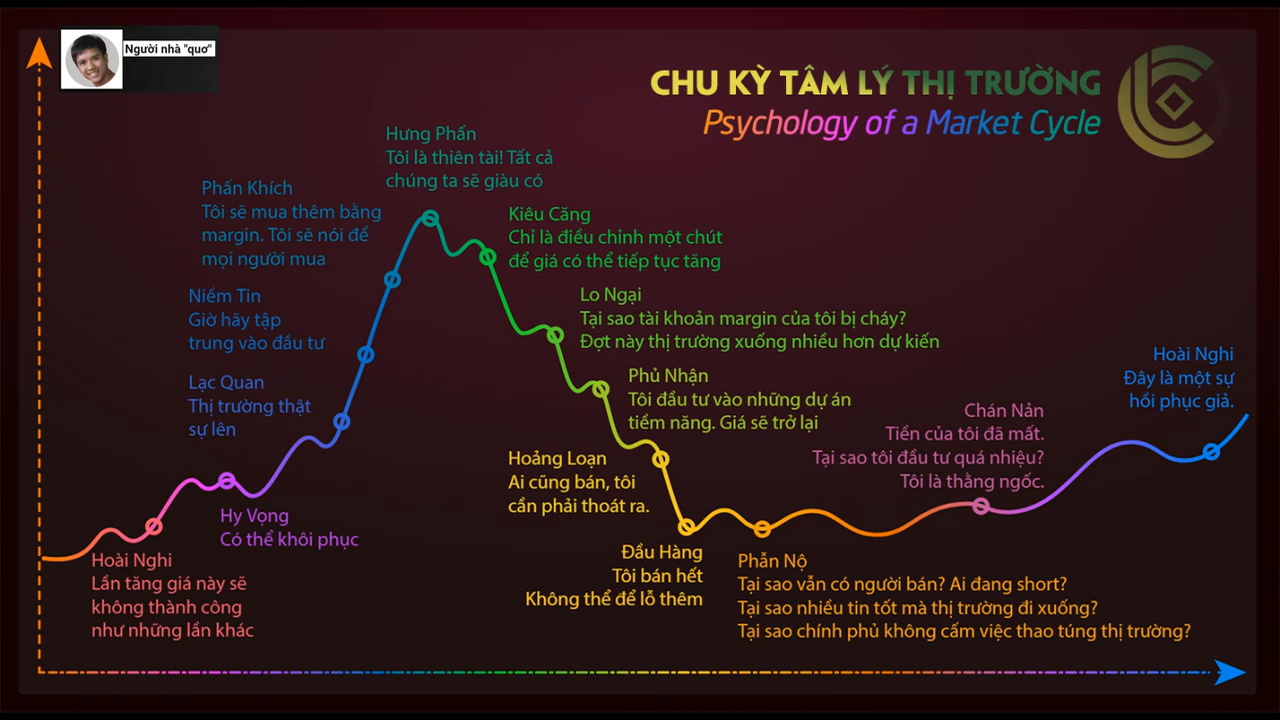 Người nhà "quơ"
CHU KỲ TÂM LÝ THỊ TRƯỜNG
Psychology of a Market Cycle
Hưng Phấn
Tôi là thiên tài! Tất cả
chúng ta sẽ giàu có
Phấn Khích
Tôi sẽ mua thêm bằng
margin. Tôi sẽ nói để
mọi người mua
Kiêu Căng
Chỉ là điều chỉnh một chút
để giá có thể tiếp tục tăng
Niềm Tin
Giờ hãy tập
trung vào đầu tư
Lo Ngại
Tại sao tài khoản margin của tôi bị cháy?
Đợt này thị trường xuống nhiều hơn dự kiến
Lạc Quan
Thị trường thật
sự lên
Phủ Nhận
Tôi đầu tư vào những dự án
tiềm năng. Giá sẽ trở lại
Hoài Nghi
Đây là một sự
hồi phục giả.
Chán Nản
Tiền của tôi đã mất.
Tại sao tôi đầu tư quá nhiệu?
Tôi là thằng ngốc.
Hoảng Loạn
Ai cũng bán, tôi
cần phải thoát ra.
Hy Vọng
Có thể khôi phục
Hoài Nghi
Lần tăng giá này sẽ
không thành công
như những lần khác
Đầu Hàng
Tôi bán hết
Không thể để lỗ thêm
Phẫn Nộ
Tại sao vẫn có người bán? Ai đang short?
Tại sao nhiều tin tốt mà thị trường đi xuống?
Tại sao chính phủ không cấm việc thao túng thị trường?